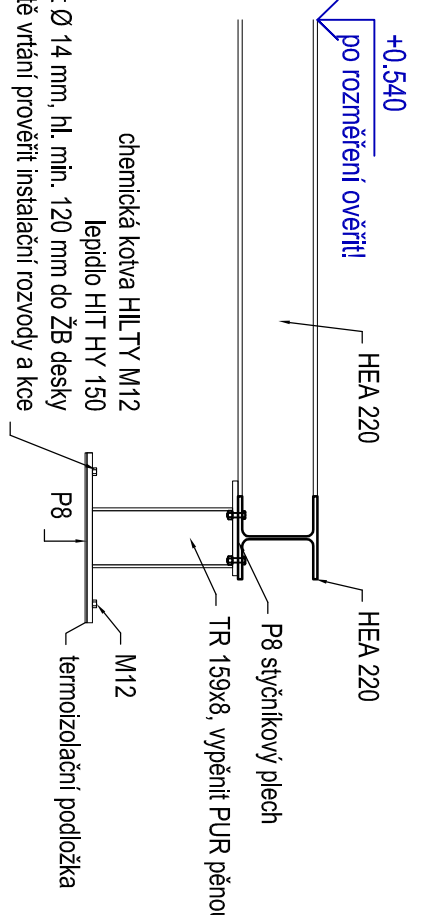 +0.540
po rozměření ověřit!
HEA 220
HEA 220
P8 styčníkový plech
TR 159x8, vypěnit PUR
M12
termoizolační podložka
P8
chemická kotva HILTY M12
lepidlo HIT HY 150
Ø 14 mm, hl. min. 120 mm do ŽB desky
vrtání prověřit instalační rozvody a kce